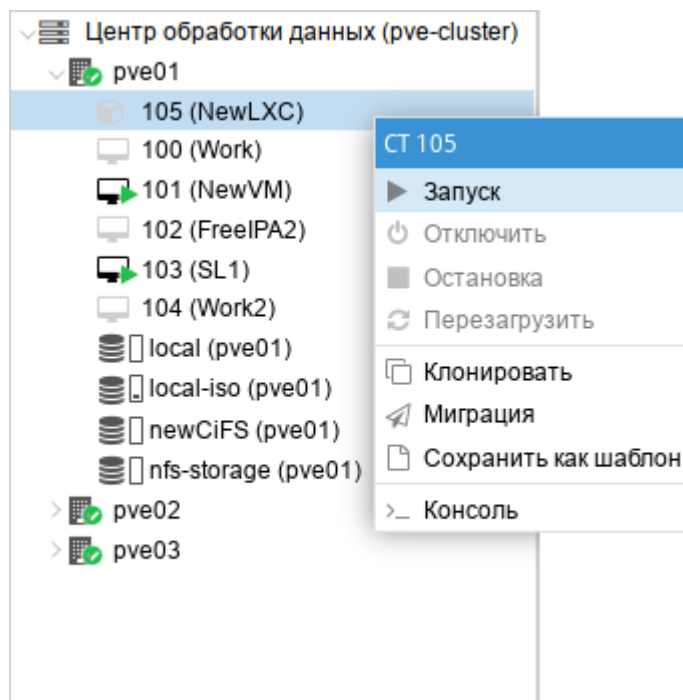 Центр обработки данных (pve-cluster)
pve01
105 (NewLXC)
100 (Work)
101 (NewVM)
102 (FreeIPA2)
103 (SL1)
104 (Work2)
local (pve01)
local-iso (pve01)
newCiFS (pve01)
nfs-storage (pve01)
pve02
pve03
CT 105
Запуск
Отключить
Остановка
Перезагрузить
Клонировать
Миграция
Сохранить как шаблон
Консоль